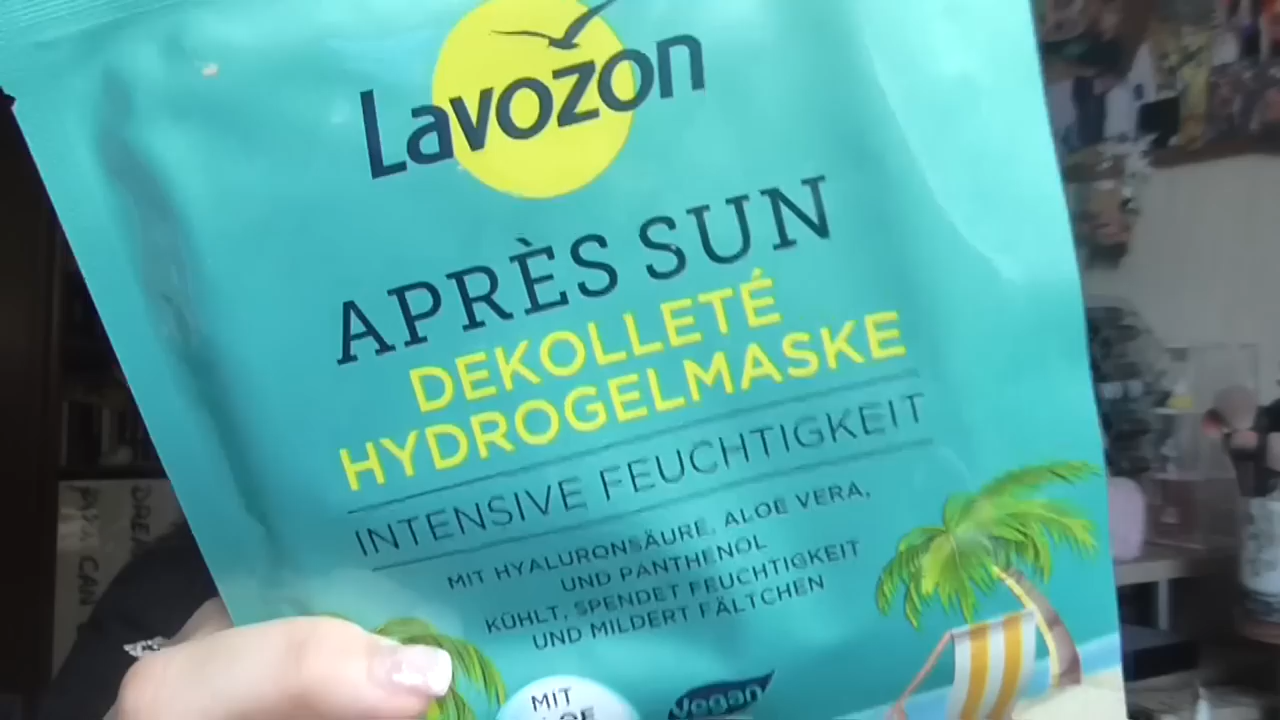 Lavozon
APRÈS SUN
DEKOLLETÉ
HYDROGELMASKE
INTENSIVE FEUCHTIGKEIT
MIT HYALURONSÄURE, ALOE VERA,
UND PANTHENOL
KÜHLT, SPENDET FEUCHTIGKEIT
UND MILDERT FÄLTCHEN
MIT
Vegan
CAN